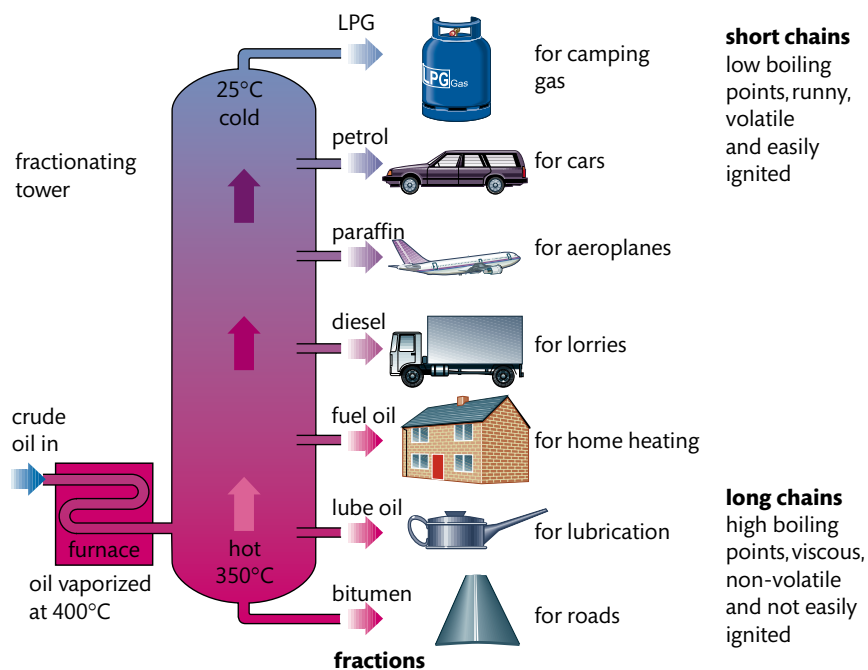 LPG
25°C
cold
LPG Gas
for camping
gas
short chains
low boiling
points, runny,
volatile
and easily
ignited
fractionating
tower
petrol
for cars
paraffin
for aeroplanes
diesel
for lorries
crude
oil in
fuel oil
for home heating
furnace
oil vaporized
at 400°C
hot
350°C
lube oil
for lubrication
long chains
high boiling
points, viscous,
non-volatile
and not easily
ignited
bitumen
for roads
fractions